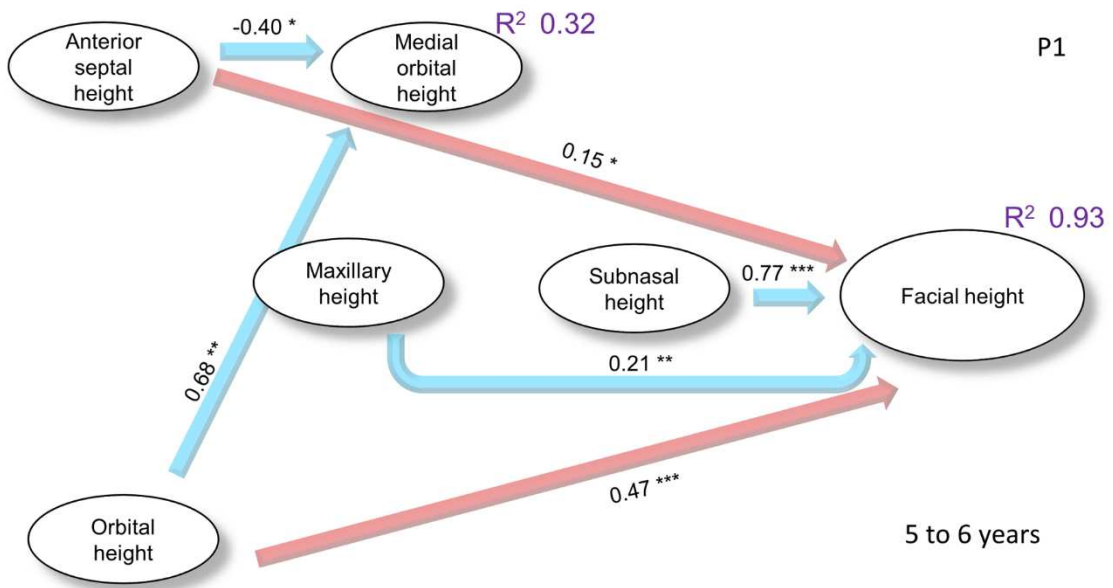 -0.40 *
R² 0.32
Anterior
septal
height
Medial
orbital
height
P1
0.15 *
R² 0.93
Maxillary
height
Subnasal
height
0.77 ***
Facial height
0.68 **
0.21 **
0.47 ***
Orbital
height
5 to 6 years